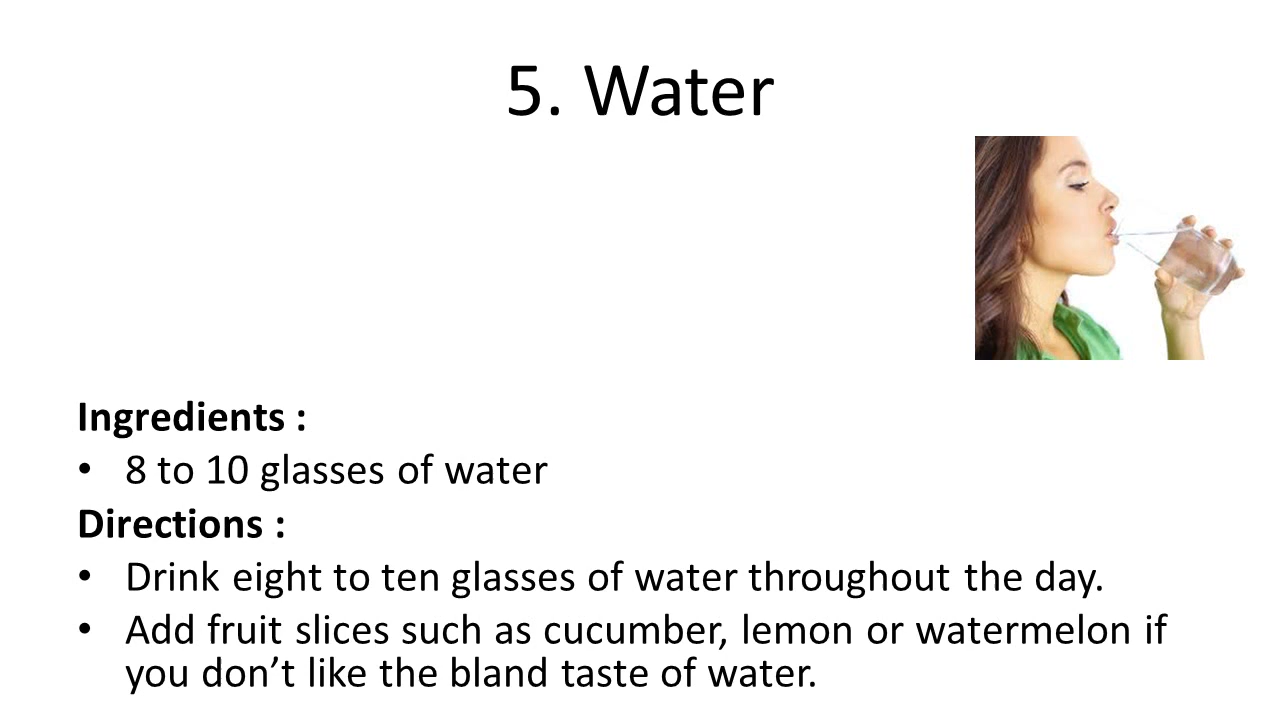 5. Water
Ingredients :
• 8 to 10 glasses of water
Directions :
• Drink eight to ten glasses of water throughout the day.
• Add fruit slices such as cucumber, lemon or watermelon if
you don’t like the bland taste of water.